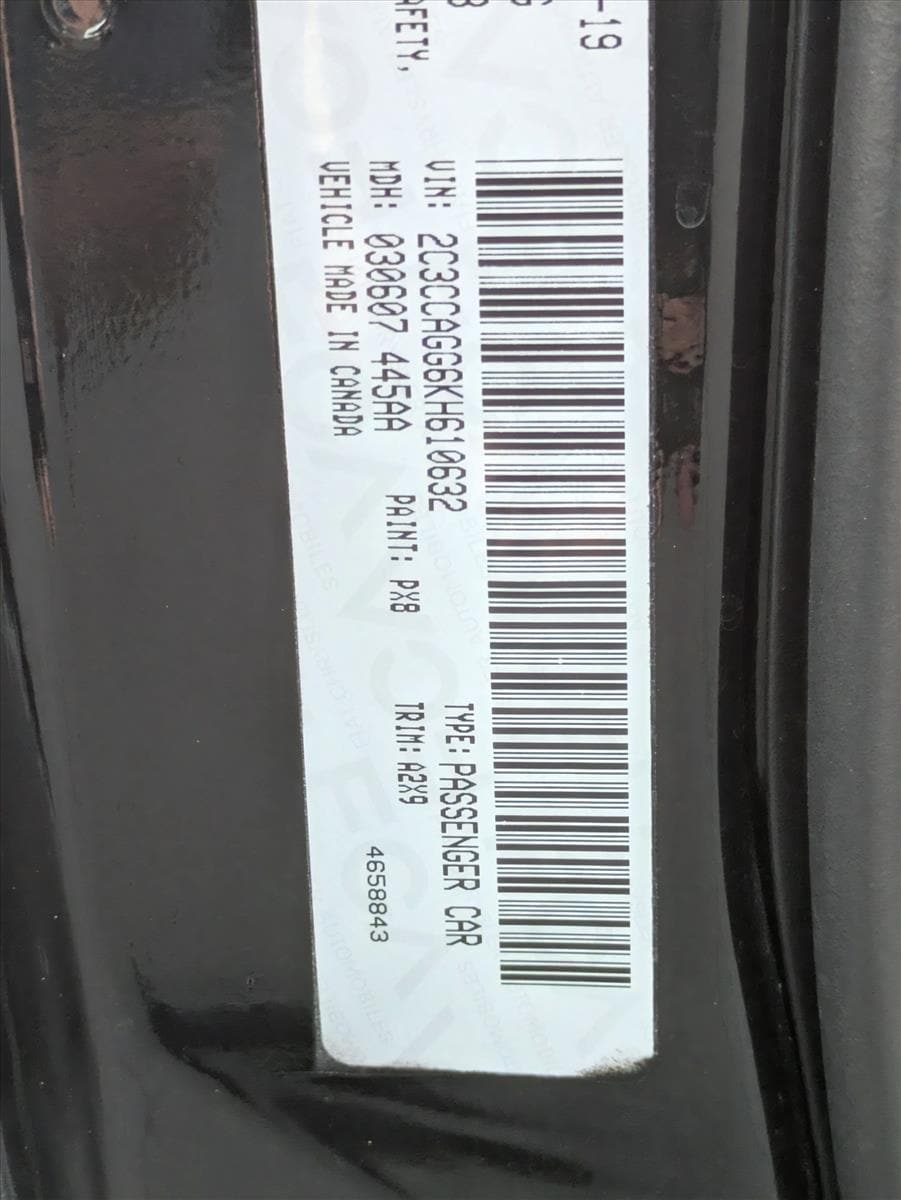 -19
AFETY,
VIN: 2C3CCAGG6KH610632 TYPE: PASSENGER CAR
MDH: 030607 445AA PAINT: PX8 TRIM: A2X9
VEHICLE MADE IN CANADA 4658843